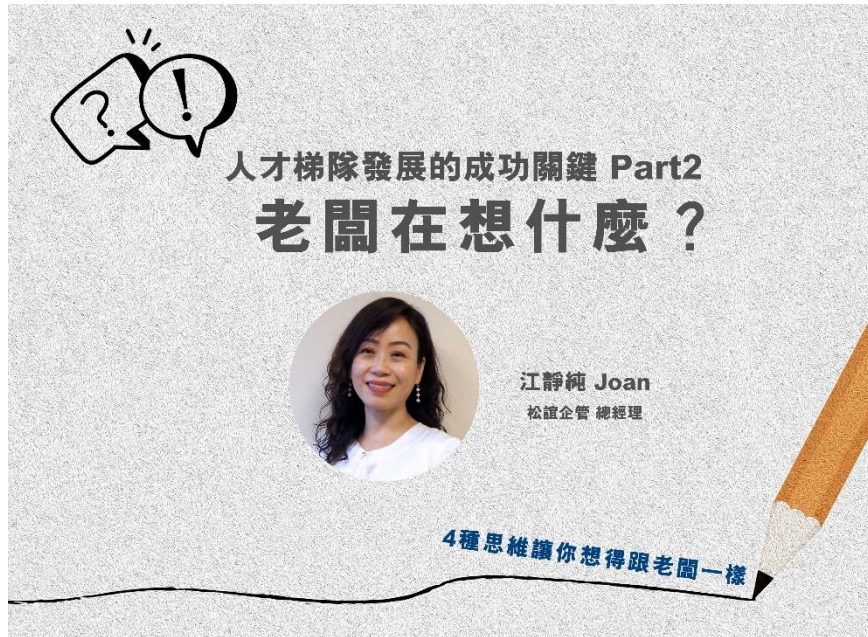 ?
!
人才梯隊發展的成功關鍵 Part2
老闆在想什麼？
江靜純 Joan
松誼企管 總經理
4種思維讓你想得跟老闆一樣